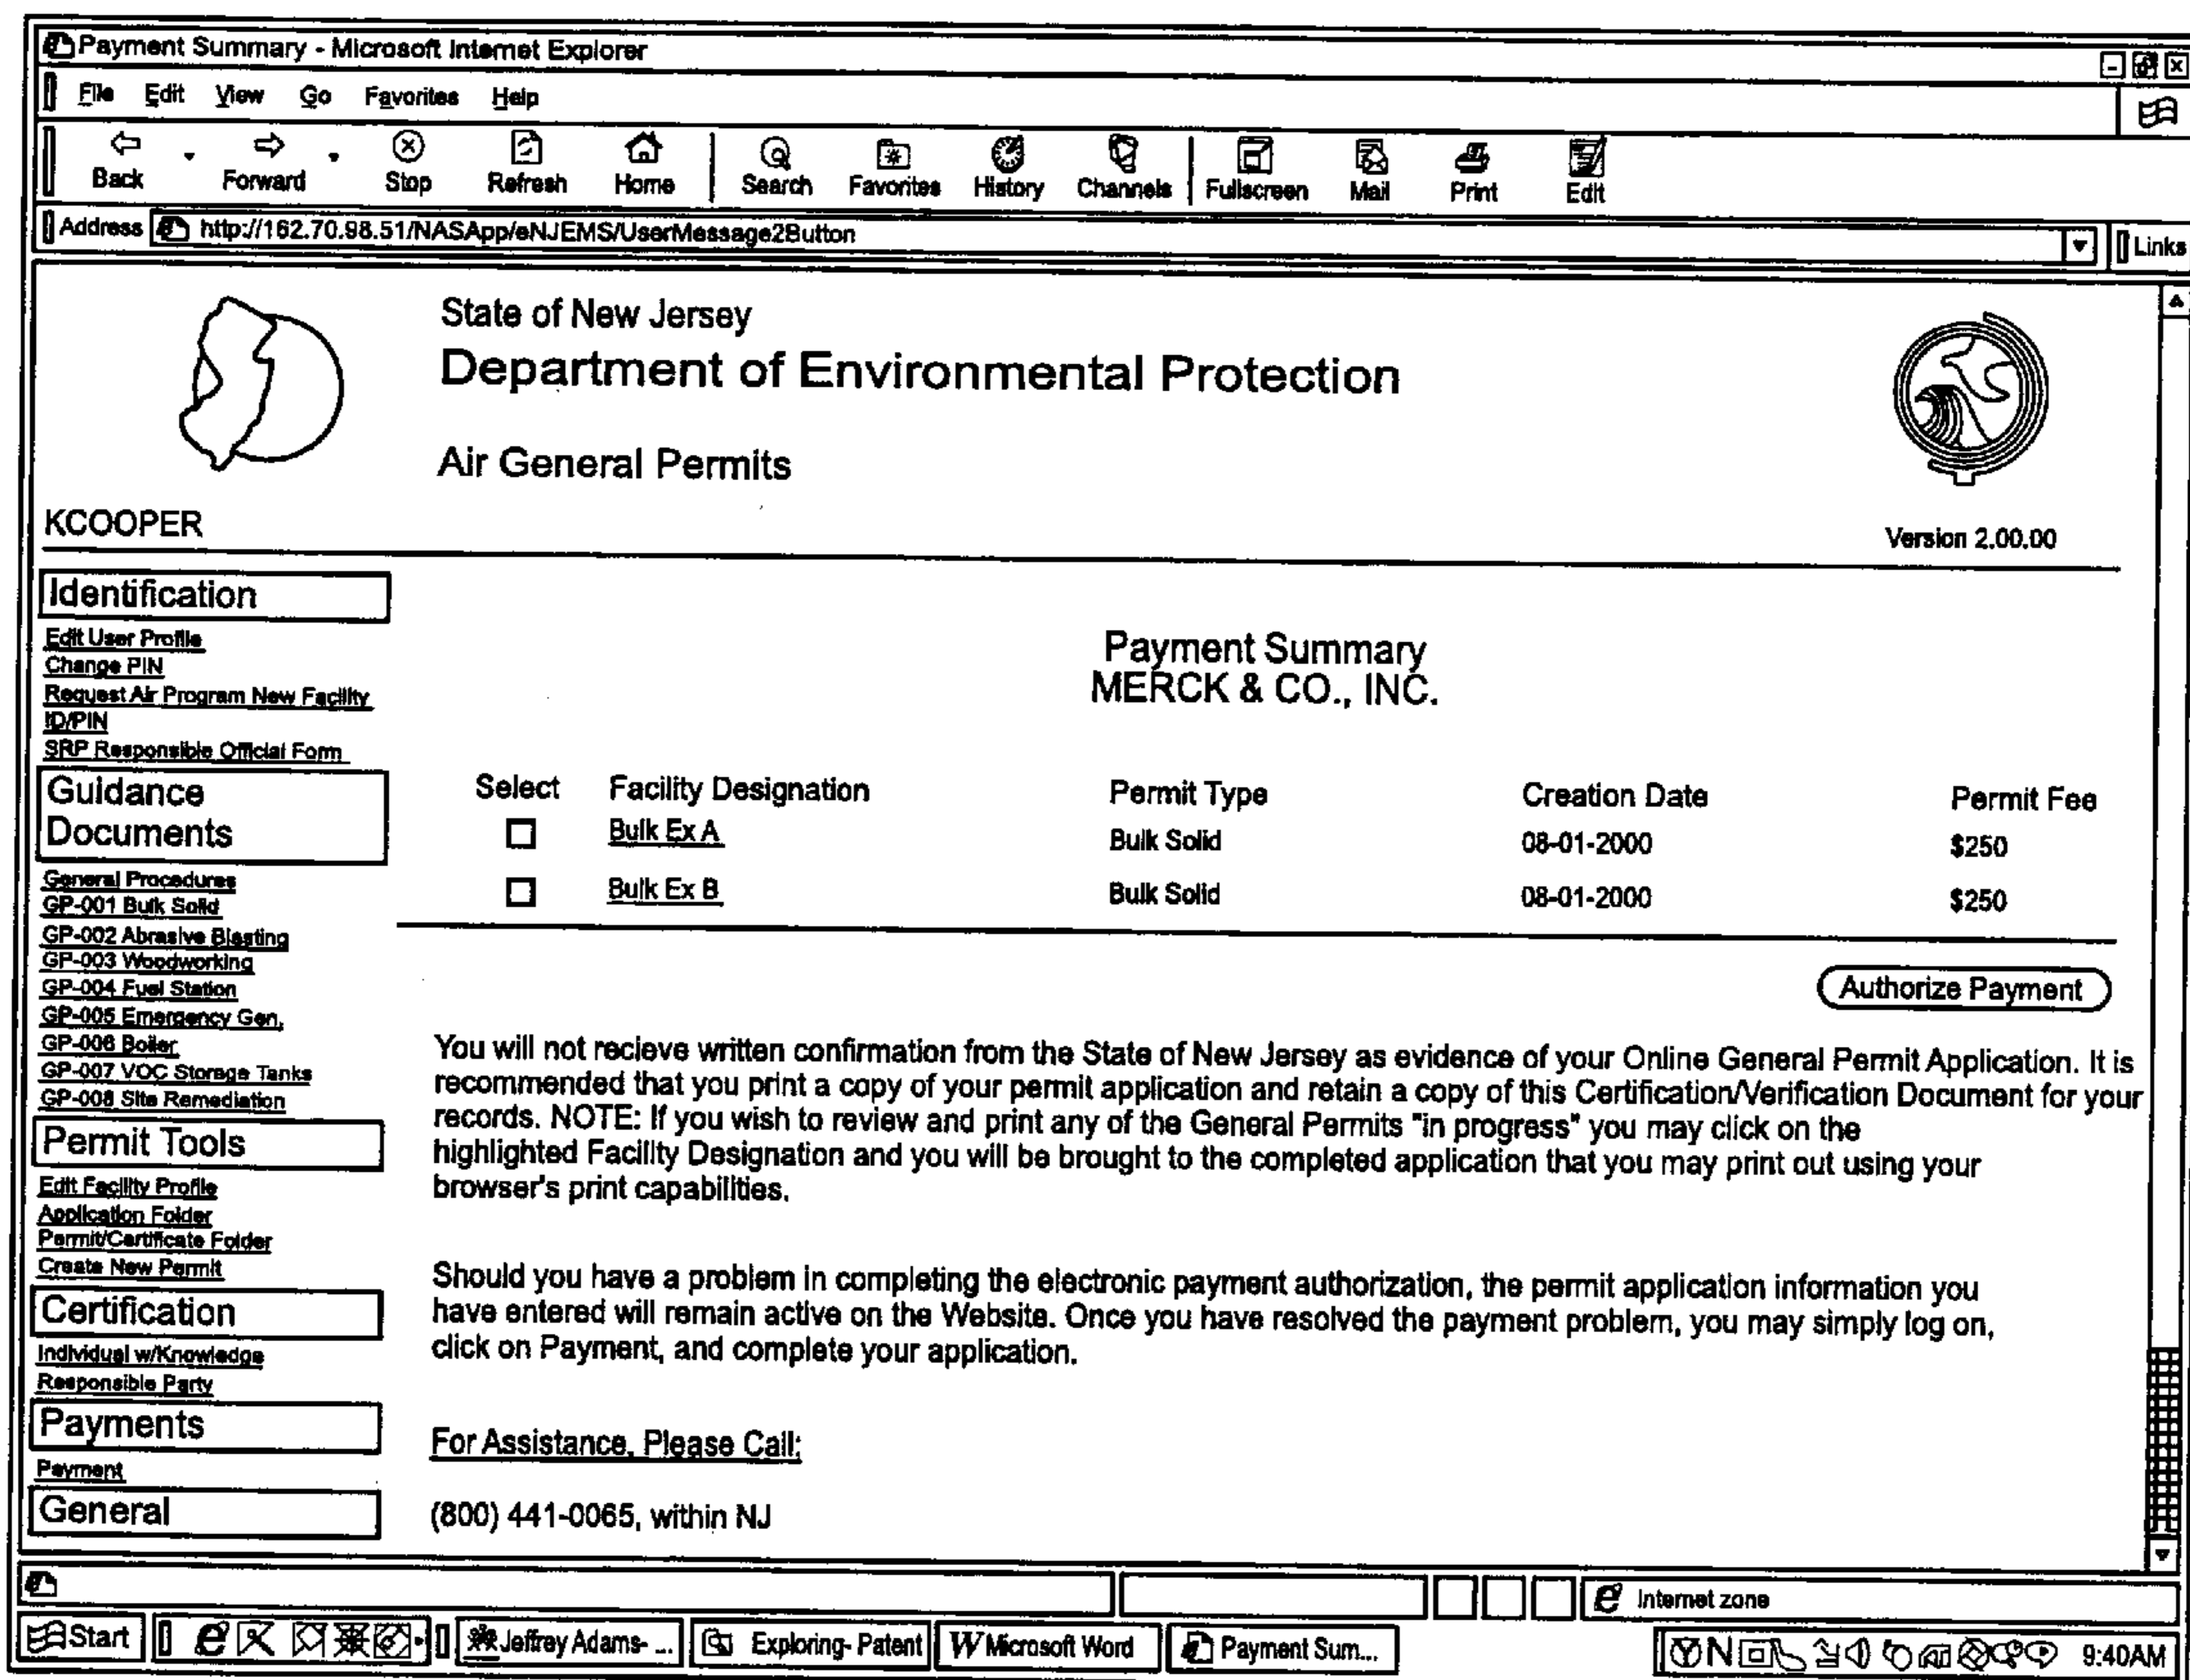 Payment Summary - Microsoft Internet Explorer
File Edit View Go Favorites Help
Back Forward Stop Refresh Home Search Favorites History Channels Fullscreen Mail Print Edit
Address http://162.70.98.51/NASApp/eNJEMS/UserMessage2Button Links
State of New Jersey
Department of Environmental Protection
Air General Permits
KCOOPER
Version 2.00.00
Identification
Edit User Profile
Change PIN
Request Air Program New Facility
ID/PIN
SRP Responsible Official Form
Guidance
Documents
General Procedures
GP-001 Bulk Solid
GP-002 Abrasive Blasting
GP-003 Woodworking
GP-004 Fuel Station
GP-005 Emergency Gen.
GP-006 Boiler
GP-007 VOC Storage Tanks
GP-008 Site Remediation
Permit Tools
Edit Facility Profile
Application Folder
Permit/Certificate Folder
Create New Permit
Certification
Individual w/Knowledge
Responsible Party
Payments
Payment
General
Payment Summary
MERCK & CO., INC.
Select Facility Designation Permit Type Creation Date Permit Fee
Bulk Ex A Bulk Solid 08-01-2000 $250
Bulk Ex B Bulk Solid 08-01-2000 $250
Authorize Payment
You will not recieve written confirmation from the State of New Jersey as evidence of your Online General Permit Application. It is
recommended that you print a copy of your permit application and retain a copy of this Certification/Verification Document for your
records. NOTE: If you wish to review and print any of the General Permits "in progress" you may click on the
highlighted Facility Designation and you will be brought to the completed application that you may print out using your
browser's print capabilities.
Should you have a problem in completing the electronic payment authorization, the permit application information you
have entered will remain active on the Website. Once you have resolved the payment problem, you may simply log on,
click on Payment, and complete your application.
For Assistance, Please Call:
(800) 441-0065, within NJ
Internet zone
Start Jeffrey Adams- ... Exploring- Patent W Microsoft Word Payment Sum... 9:40AM